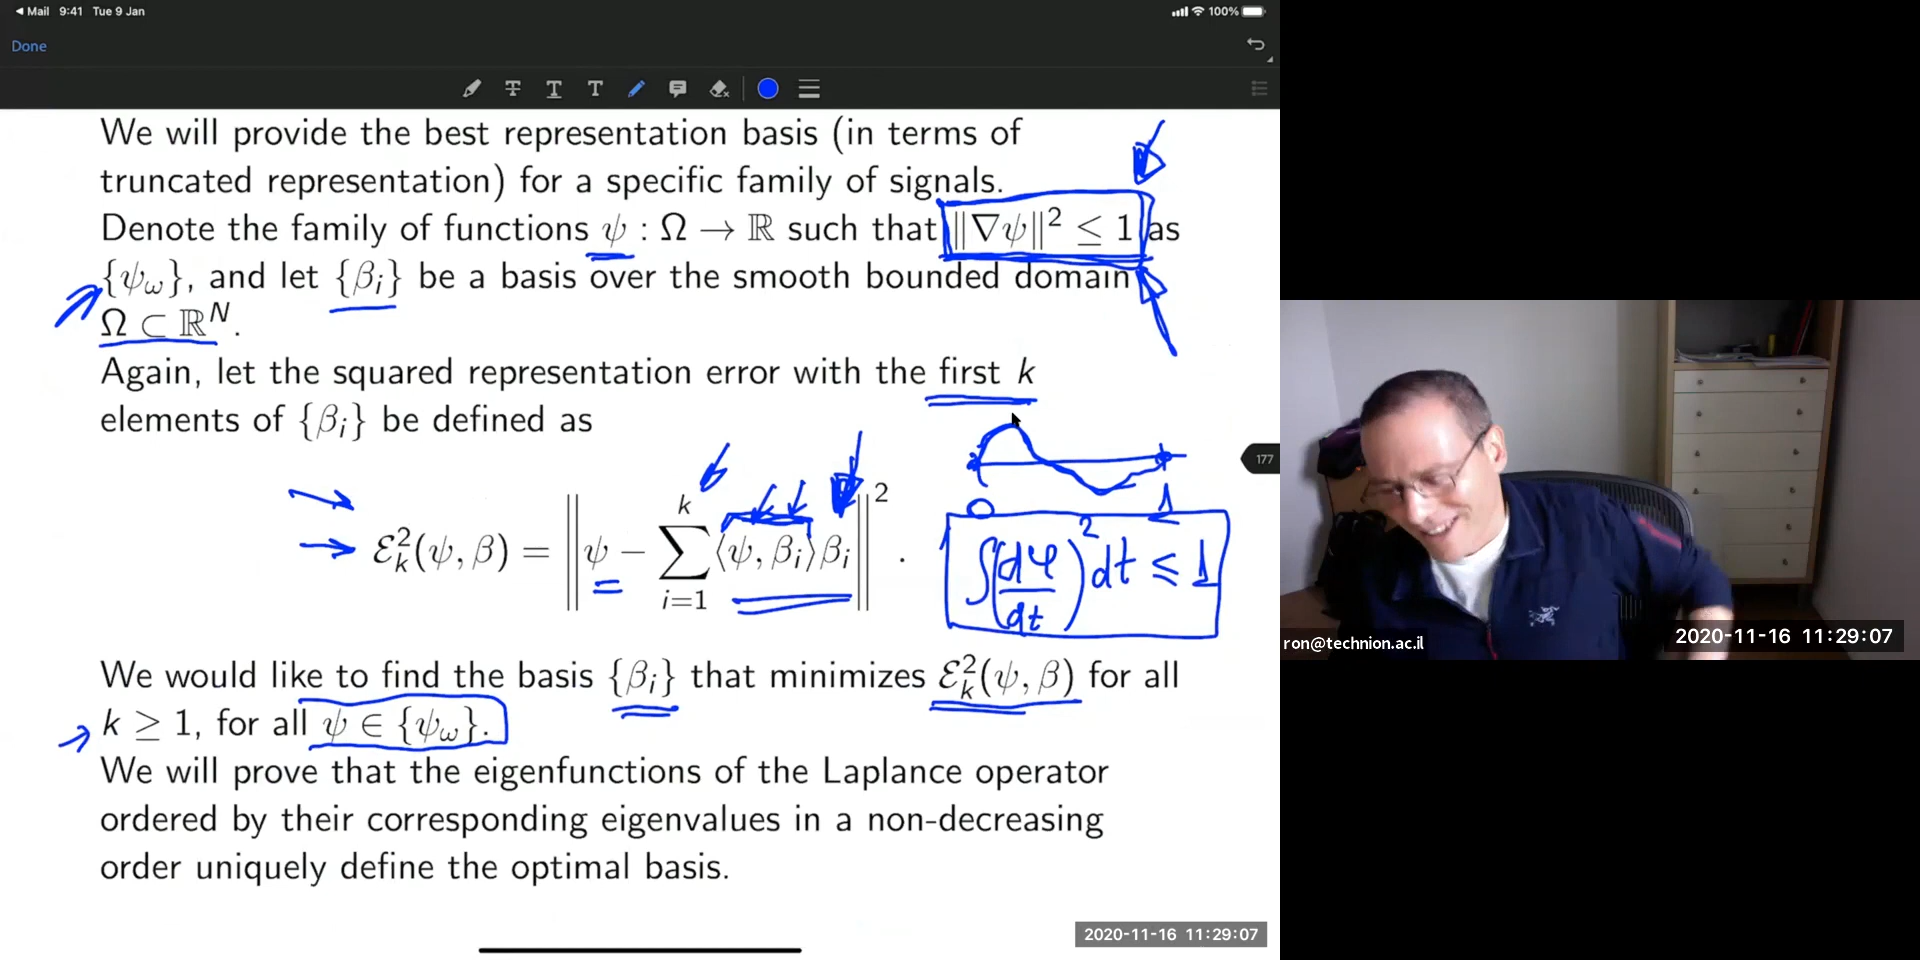 Mail 9:41 Tue 9 Jan 100%
Done
We will provide the best representation basis (in terms of
truncated representation) for a specific family of signals.
Denote the family of functions ψ : Ω → ℝ such that ‖∇ψ‖² ≤ 1 as
{ψ_ω}, and let {β_i} be a basis over the smooth bounded domain
Ω ⊂ ℝ^N.
Again, let the squared representation error with the first k
elements of {β_i} be defined as
177
0 1
ℰ_k²(ψ, β) = ‖ψ − ∑_{i=1}^{k} ⟨ψ, β_i⟩β_i‖² .
∫(dφ/dt)² dt ≤ 1
We would like to find the basis {β_i} that minimizes ℰ_k²(ψ, β) for all
k ≥ 1, for all ψ ∈ {ψ_ω}.
We will prove that the eigenfunctions of the Laplance operator
ordered by their corresponding eigenvalues in a non-decreasing
order uniquely define the optimal basis.
2020-11-16 11:29:07
ron@technion.ac.il
2020-11-16 11:29:07